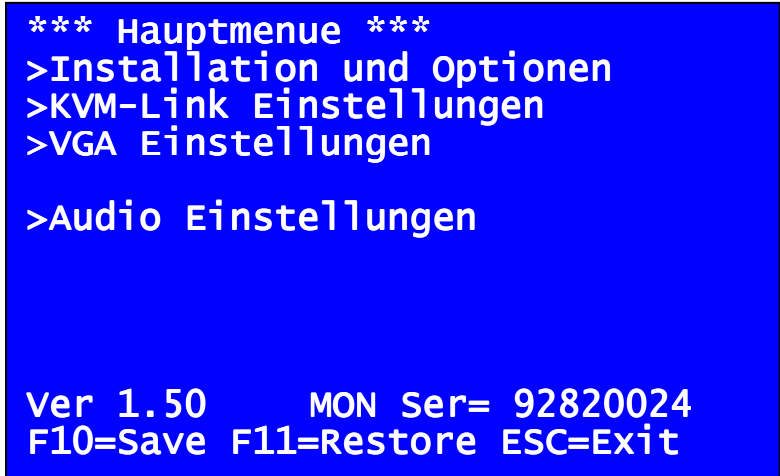 *** Hauptmenue ***
>Installation und Optionen
>KVM-Link Einstellungen
>VGA Einstellungen
>Audio Einstellungen
Ver 1.50 MON Ser= 92820024
F10=Save F11=Restore ESC=Exit